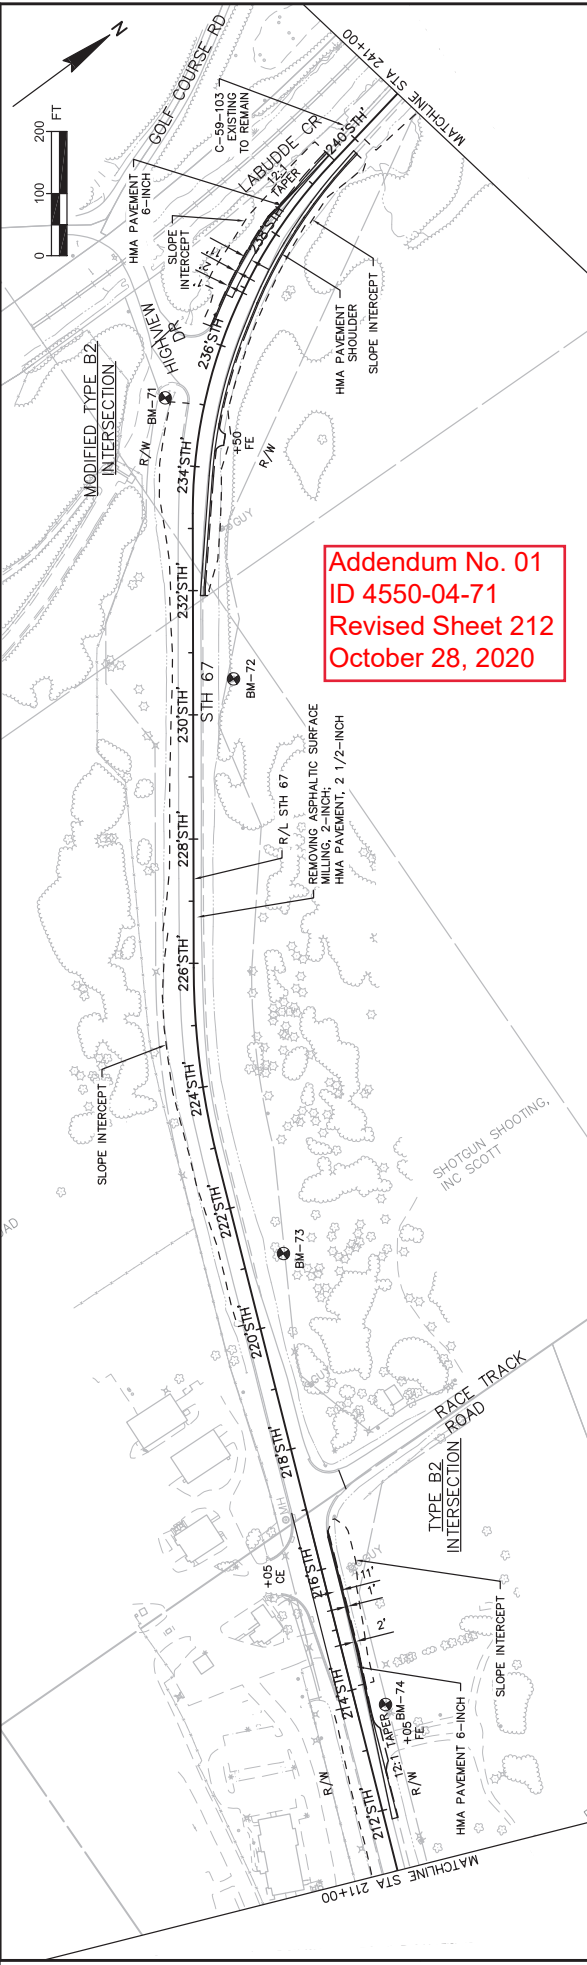 N
MATCHLINE STA 241+00
GOLF COURSE RD
0 100 200 FT
C-59-103
EXISTING
TO REMAIN
LABUDDE CR
12:1
TAPER
240'STH'
238'STH'
HMA PAVEMENT
6-INCH
SLOPE
INTERCEPT
HIGHVIEW
DR
236'STH'
HMA PAVEMENT
SHOULDER
SLOPE INTERCEPT
MODIFIED TYPE B2
INTERSECTION
BM-71
R/W
234'STH'
+50
FE
R/W
GUY
232'STH'
Addendum No. 01
ID 4550-04-71
Revised Sheet 212
October 28, 2020
STH 67
BM-72
230'STH'
R/L STH 67
REMOVING ASPHALTIC SURFACE
MILLING, 2-INCH;
HMA PAVEMENT, 2 1/2-INCH
228'STH'
226'STH'
SLOPE INTERCEPT
224'STH'
SHOTGUN SHOOTING,
INC SCOTT
222'STH'
BM-73
220'STH'
RACE TRACK
ROAD
218'STH'
TYPE B2
INTERSECTION
+05
CE
216'STH'
GUY
11'
1'
2'
SLOPE INTERCEPT
214'STH'
BM-74
+05
FE
12:1 TAPER
R/W
R/W
HMA PAVEMENT 6-INCH
212'STH'
MATCHLINE STA 211+00